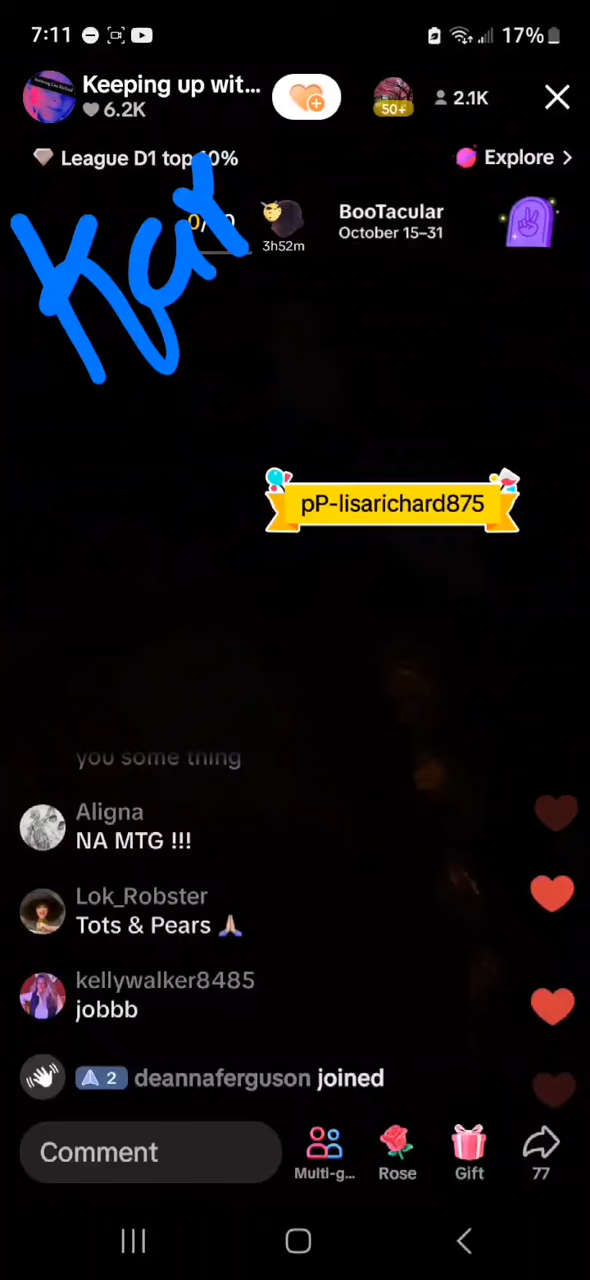 7:11 17%
Keeping up wit...
6.2K
50+
2.1K
League D1 top 10%
Explore >
Kar
3h52m
BooTacular
October 15–31
pP-lisarichard875
you some thing
Aligna
NA MTG !!!
Lok_Robster
Tots & Pears 🙏
kellywalker8485
jobbb
2 deannaferguson joined
Comment
Multi-g...
Rose
Gift
77